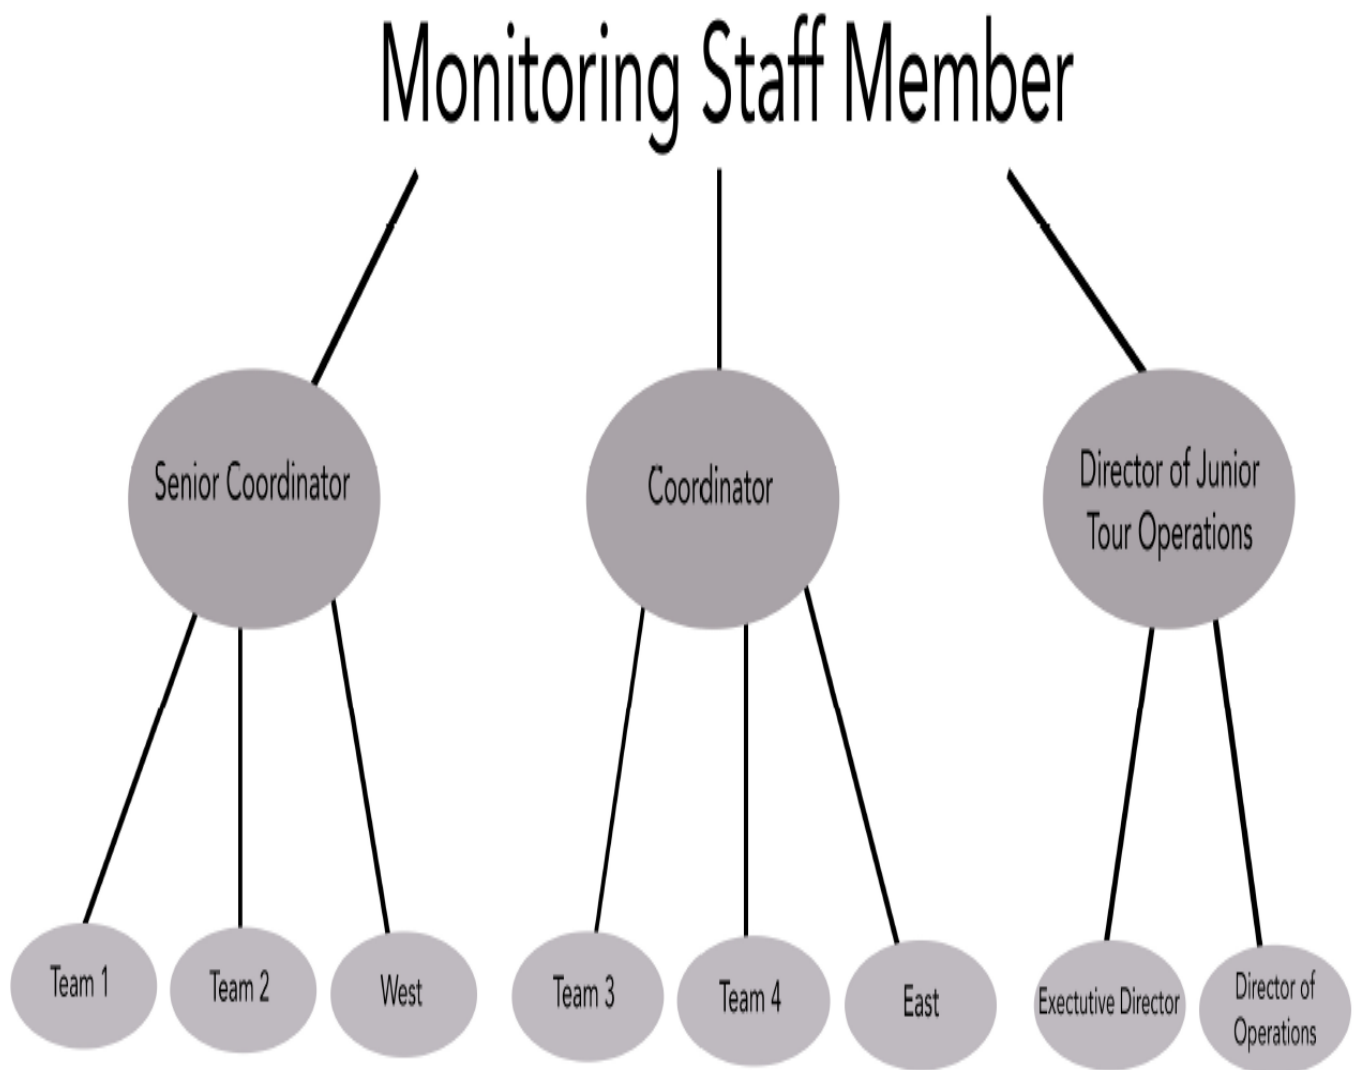 Monitoring Staff Member
Senior Coordinator
Coordinator
Director of Junior
Tour Operations
Team 1
Team 2
West
Team 3
Team 4
East
Exectutive Director
Director of
Operations